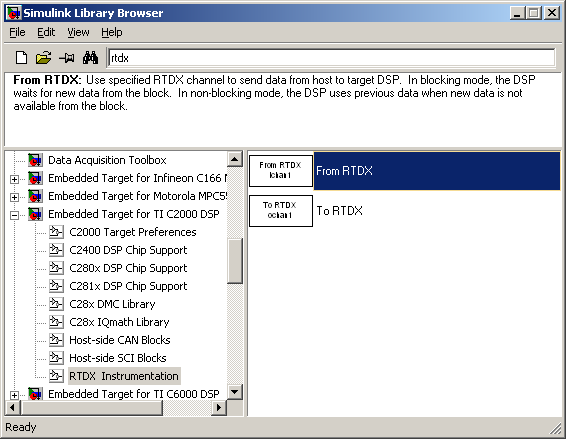 Simulink Library Browser
File Edit View Help
rtdx
From RTDX: Use specified RTDX channel to send data from host to target DSP. In blocking mode, the DSP
waits for new data from the block. In non-blocking mode, the DSP uses previous data when new data is not
available from the block.
Data Acquisition Toolbox
Embedded Target for Infineon C166 M
Embedded Target for Motorola MPC55
Embedded Target for TI C2000 DSP
C2000 Target Preferences
C2400 DSP Chip Support
C280x DSP Chip Support
C281x DSP Chip Support
C28x DMC Library
C28x IQmath Library
Host-side CAN Blocks
Host-side SCI Blocks
RTDX Instrumentation
Embedded Target for TI C6000 DSP
From RTDX
ichan1
From RTDX
To RTDX
ochan1
To RTDX
Ready